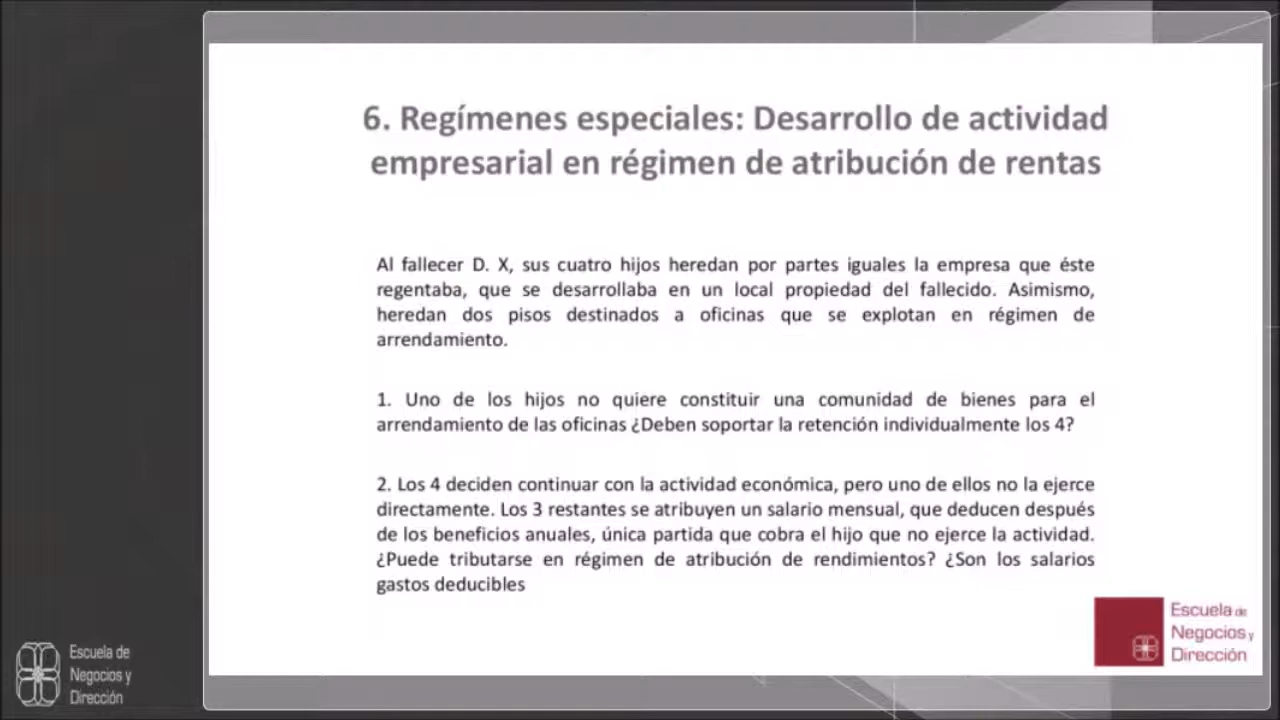 6. Regímenes especiales: Desarrollo de actividad
empresarial en régimen de atribución de rentas
Al fallecer D. X, sus cuatro hijos heredan por partes iguales la empresa que éste
regentaba, que se desarrollaba en un local propiedad del fallecido. Asimismo,
heredan dos pisos destinados a oficinas que se explotan en régimen de
arrendamiento.
1. Uno de los hijos no quiere constituir una comunidad de bienes para el
arrendamiento de las oficinas ¿Deben soportar la retención individualmente los 4?
2. Los 4 deciden continuar con la actividad económica, pero uno de ellos no la ejerce
directamente. Los 3 restantes se atribuyen un salario mensual, que deducen después
de los beneficios anuales, única partida que cobra el hijo que no ejerce la actividad.
¿Puede tributarse en régimen de atribución de rendimientos? ¿Son los salarios
gastos deducibles
Escuela de
Negocios y
Dirección
Escuela de
Negocios y
Dirección